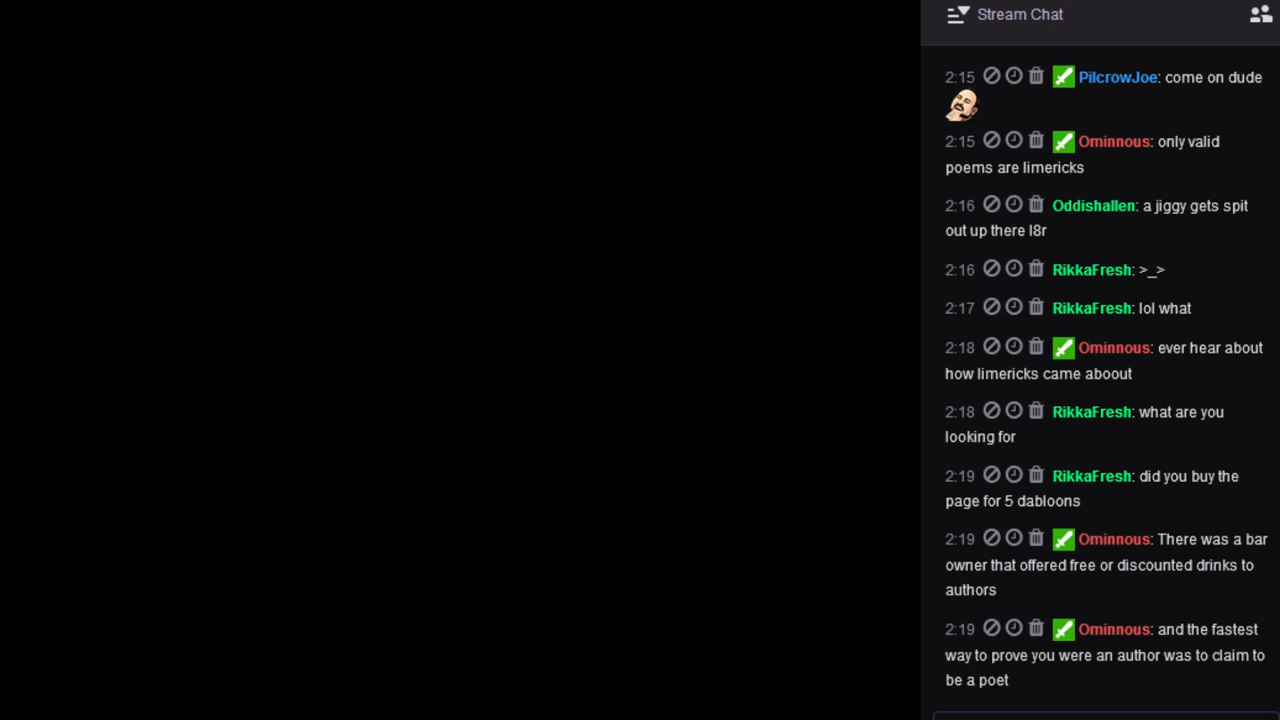 Stream Chat
2:15 PilcrowJoe: come on dude
2:15 Ominnous: only valid
poems are limericks
2:16 Oddishallen: a jiggy gets spit
out up there l8r
2:16 RikkaFresh: >_>
2:17 RikkaFresh: lol what
2:18 Ominnous: ever hear about
how limericks came aboout
2:18 RikkaFresh: what are you
looking for
2:19 RikkaFresh: did you buy the
page for 5 dabloons
2:19 Ominnous: There was a bar
owner that offered free or discounted drinks to
authors
2:19 Ominnous: and the fastest
way to prove you were an author was to claim to
be a poet